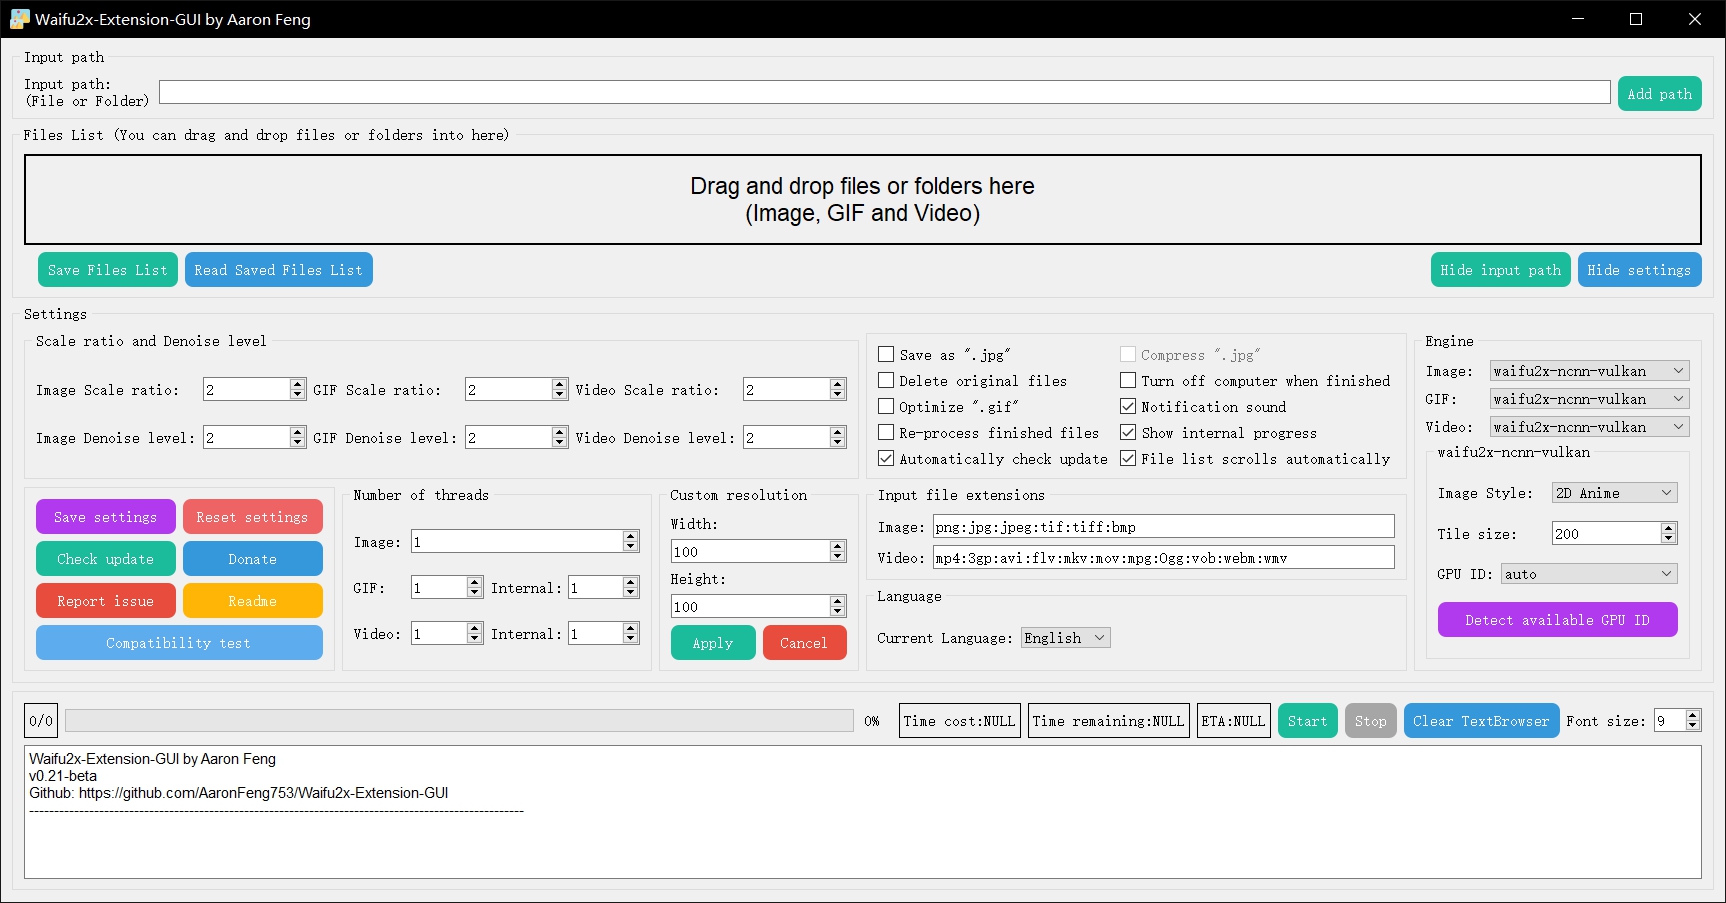 Waifu2x-Extension-GUI by Aaron Feng
Input path
Input path:
(File or Folder)
Add path
Files List (You can drag and drop files or folders into here)
Drag and drop files or folders here
(Image, GIF and Video)
Save Files List
Read Saved Files List
Hide input path
Hide settings
Settings
Scale ratio and Denoise level
Image Scale ratio: 2
GIF Scale ratio: 2
Video Scale ratio: 2
Image Denoise level: 2
GIF Denoise level: 2
Video Denoise level: 2
Save as ".jpg"
Compress ".jpg"
Delete original files
Turn off computer when finished
Optimize ".gif"
Notification sound
Re-process finished files
Show internal progress
Automatically check update
File list scrolls automatically
Engine
Image: waifu2x-ncnn-vulkan
GIF: waifu2x-ncnn-vulkan
Video: waifu2x-ncnn-vulkan
waifu2x-ncnn-vulkan
Image Style: 2D Anime
Tile size: 200
GPU ID: auto
Detect available GPU ID
Save settings
Reset settings
Check update
Donate
Report issue
Readme
Compatibility test
Number of threads
Image: 1
GIF: 1 Internal: 1
Video: 1 Internal: 1
Custom resolution
Width:
100
Height:
100
Apply
Cancel
Input file extensions
Image: png:jpg:jpeg:tif:tiff:bmp
Video: mp4:3gp:avi:flv:mkv:mov:mpg:Ogg:vob:webm:wmv
Language
Current Language: English
0/0
0%
Time cost:NULL
Time remaining:NULL
ETA:NULL
Start
Stop
Clear TextBrowser
Font size: 9
Waifu2x-Extension-GUI by Aaron Feng
v0.21-beta
Github: https://github.com/AaronFeng753/Waifu2x-Extension-GUI
---------------------------------------------------------------------------------------------------